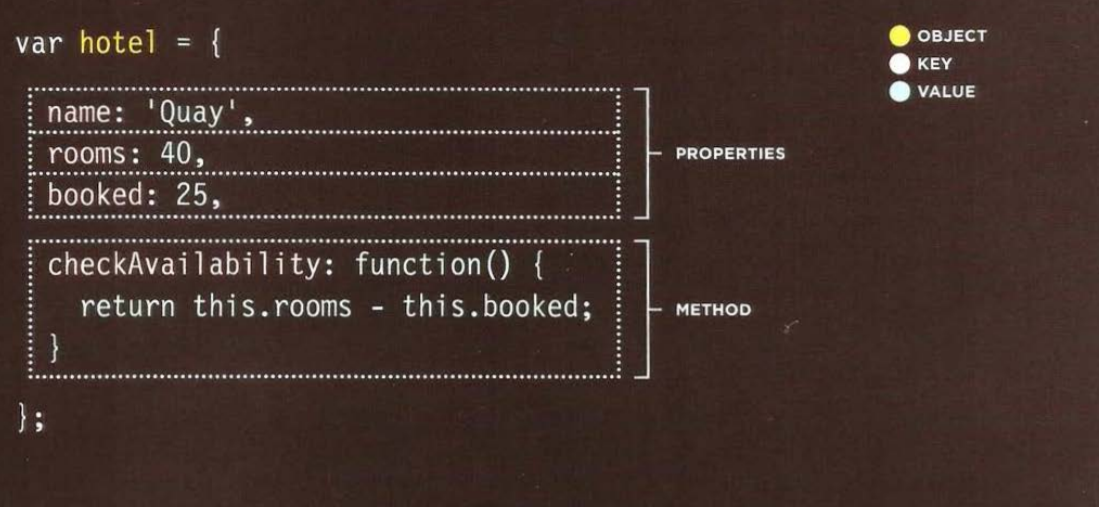 var hotel = {
OBJECT
KEY
VALUE
name: 'Quay',
rooms: 40,
booked: 25,
PROPERTIES
checkAvailability: function() {
return this.rooms - this.booked;
}
METHOD
};